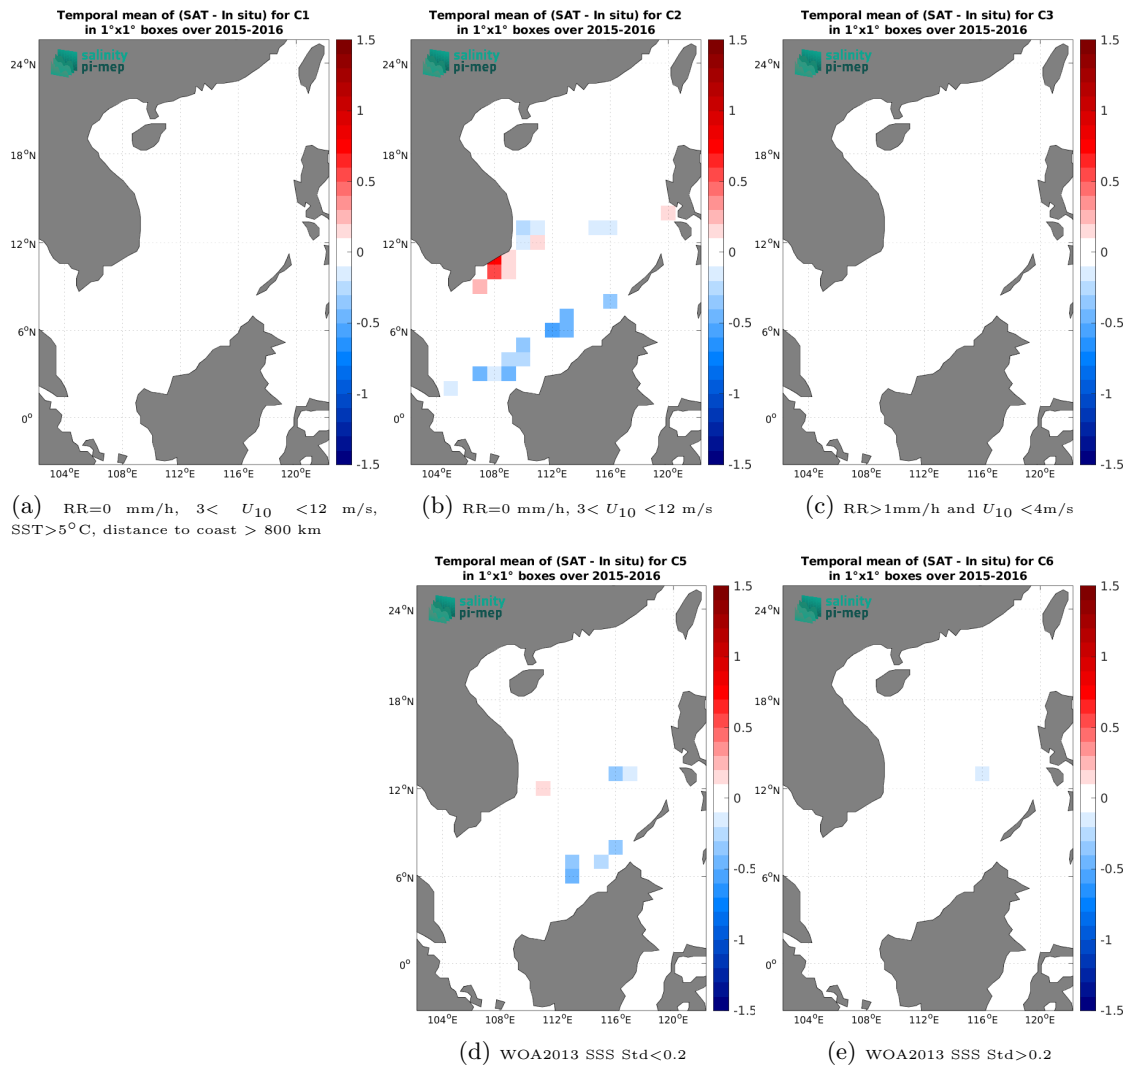 Temporal mean of (SAT - In situ) for C1
in 1°x1° boxes over 2015-2016
salinity
pi-mep
24°N
18°N
12°N
6°N
0°
104°E 108°E 112°E 116°E 120°E
1.5
1
0.5
0
-0.5
-1
-1.5
(a) RR=0 mm/h, 3< U10 <12 m/s,
SST>5°C, distance to coast > 800 km
Temporal mean of (SAT - In situ) for C2
in 1°x1° boxes over 2015-2016
salinity
pi-mep
24°N
18°N
12°N
6°N
0°
104°E 108°E 112°E 116°E 120°E
1.5
1
0.5
0
-0.5
-1
-1.5
(b) RR=0 mm/h, 3< U10 <12 m/s
Temporal mean of (SAT - In situ) for C3
in 1°x1° boxes over 2015-2016
salinity
pi-mep
24°N
18°N
12°N
6°N
0°
104°E 108°E 112°E 116°E 120°E
1.5
1
0.5
0
-0.5
-1
-1.5
(c) RR>1mm/h and U10 <4m/s
Temporal mean of (SAT - In situ) for C5
in 1°x1° boxes over 2015-2016
salinity
pi-mep
24°N
18°N
12°N
6°N
0°
104°E 108°E 112°E 116°E 120°E
1.5
1
0.5
0
-0.5
-1
-1.5
(d) WOA2013 SSS Std<0.2
Temporal mean of (SAT - In situ) for C6
in 1°x1° boxes over 2015-2016
salinity
pi-mep
24°N
18°N
12°N
6°N
0°
104°E 108°E 112°E 116°E 120°E
1.5
1
0.5
0
-0.5
-1
-1.5
(e) WOA2013 SSS Std>0.2